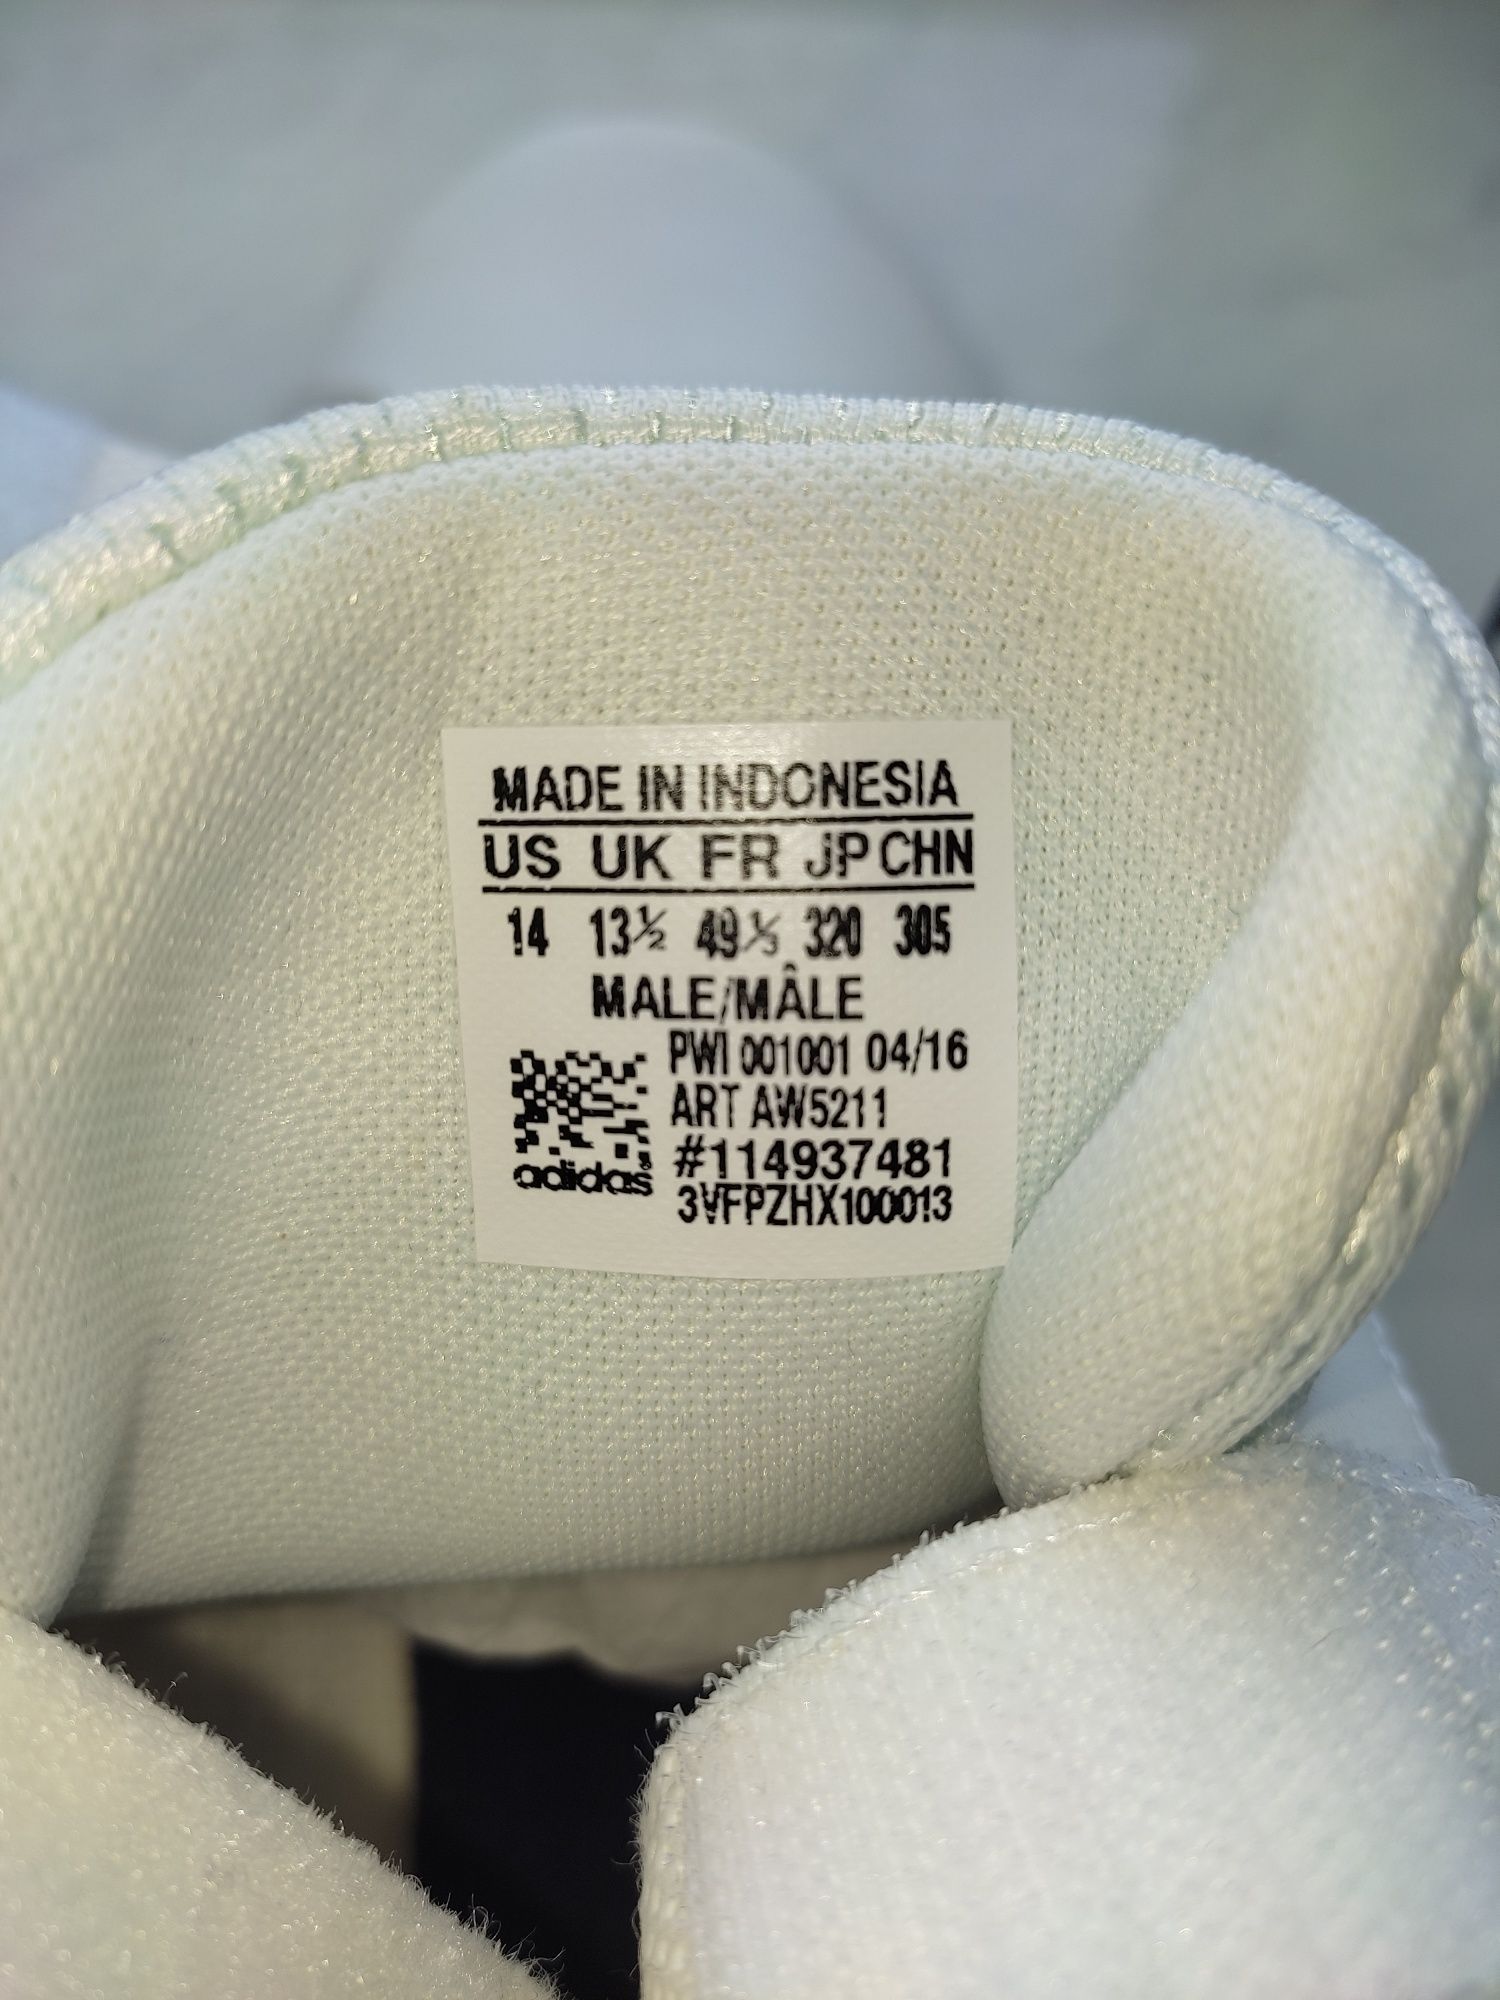 MADE IN INDONESIA
US UK FR JP CHN
14 13½ 49⅓ 320 305
MALE/MÂLE
PWI 001001 04/16
ART AW5211
#114937481
adidas
3VFPZHX100013